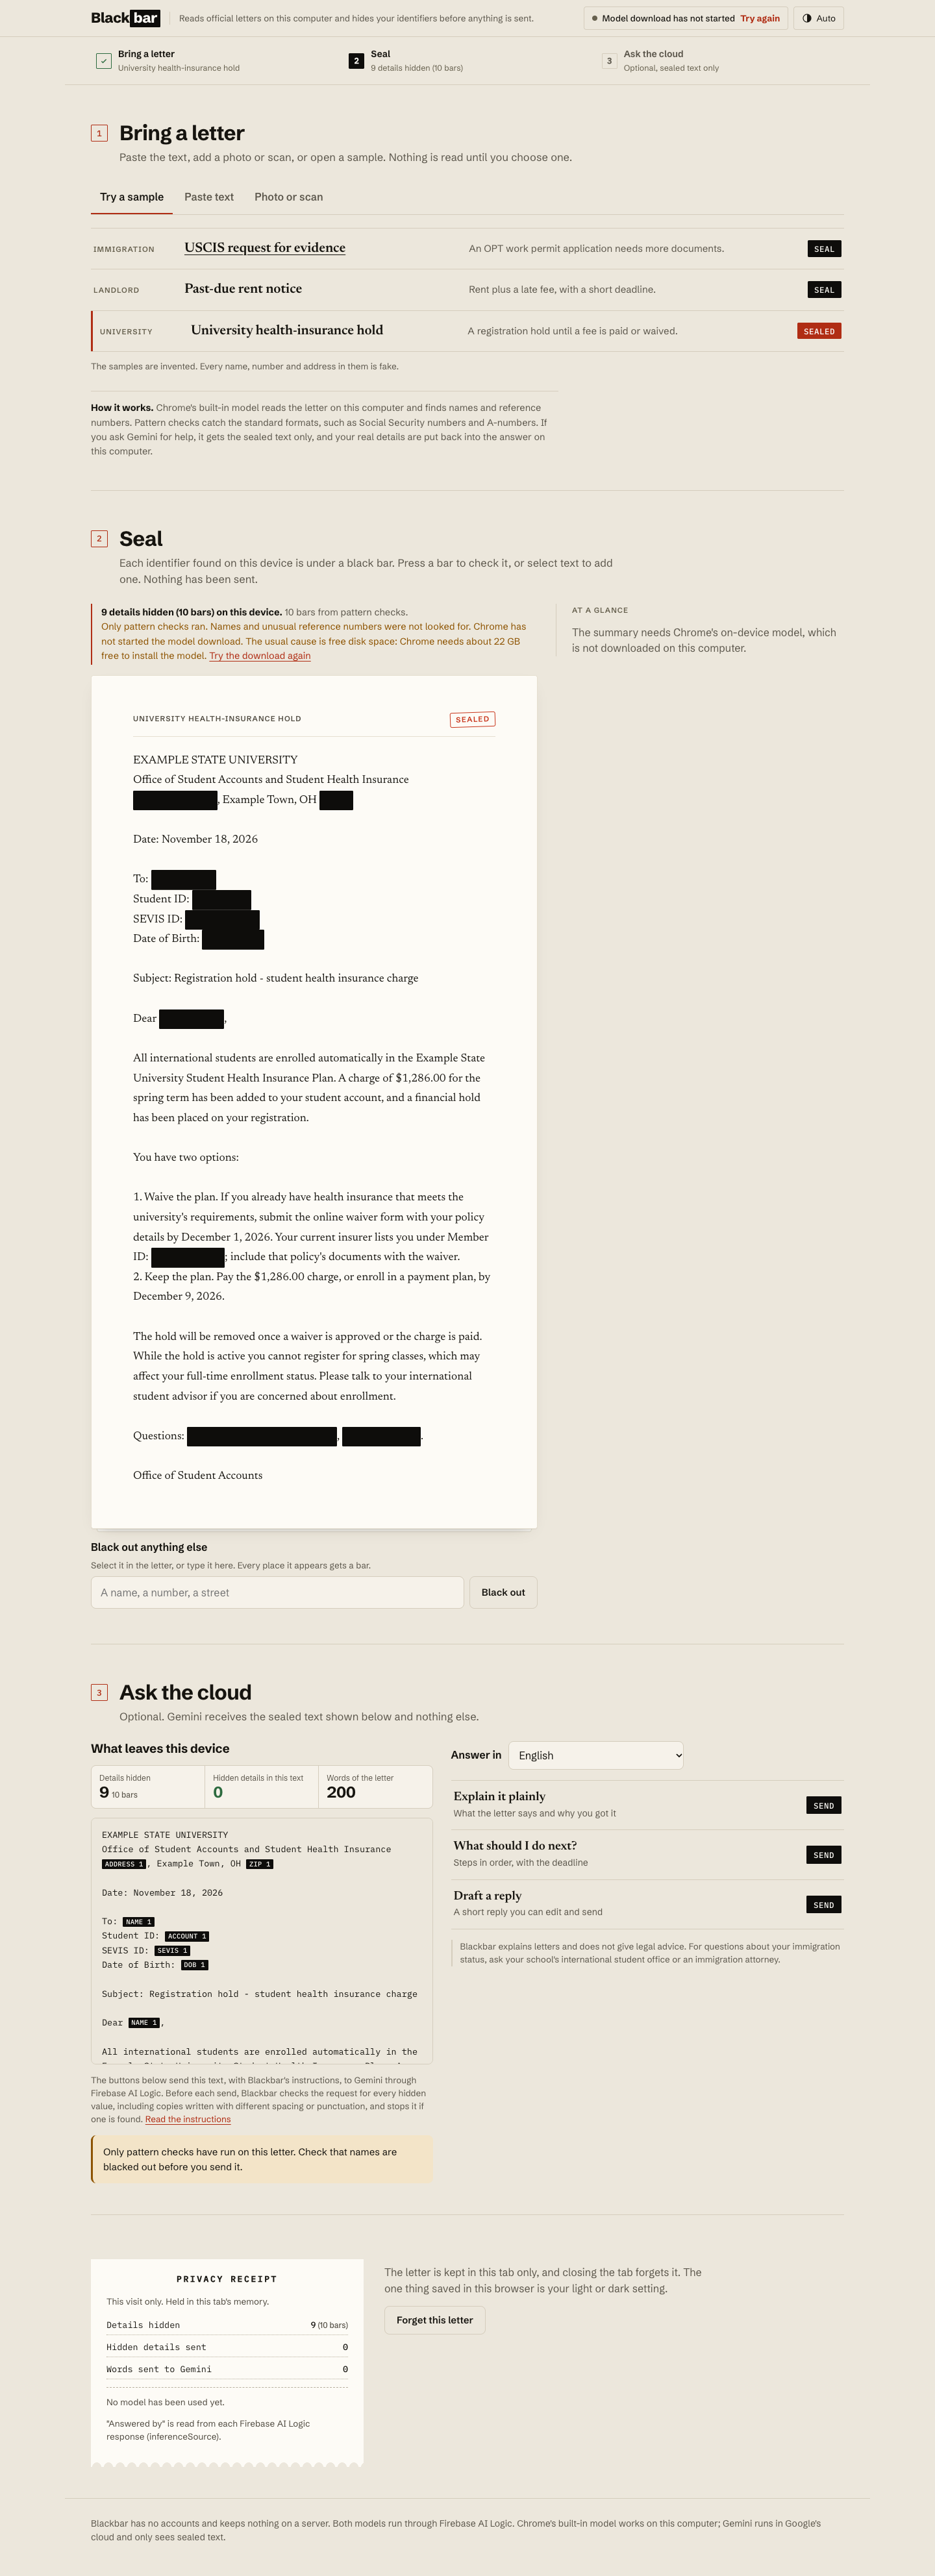 Blackbar
Reads official letters on this computer and hides your identifiers before anything is sent.
Model download has not started Try again
Auto
Bring a letter
University health-insurance hold
2
Seal
9 details hidden (10 bars)
3
Ask the cloud
Optional, sealed text only
1
Bring a letter
Paste the text, add a photo or scan, or open a sample. Nothing is read until you choose one.
Try a sample
Paste text
Photo or scan
IMMIGRATION
USCIS request for evidence
An OPT work permit application needs more documents.
SEAL
LANDLORD
Past-due rent notice
Rent plus a late fee, with a short deadline.
SEAL
UNIVERSITY
University health-insurance hold
A registration hold until a fee is paid or waived.
SEALED
The samples are invented. Every name, number and address in them is fake.
How it works. Chrome's built-in model reads the letter on this computer and finds names and reference
numbers. Pattern checks catch the standard formats, such as Social Security numbers and A-numbers. If
you ask Gemini for help, it gets the sealed text only, and your real details are put back into the answer on
this computer.
2
Seal
Each identifier found on this device is under a black bar. Press a bar to check it, or select text to add
one. Nothing has been sent.
9 details hidden (10 bars) on this device. 10 bars from pattern checks.
Only pattern checks ran. Names and unusual reference numbers were not looked for. Chrome has
not started the model download. The usual cause is free disk space: Chrome needs about 22 GB
free to install the model. Try the download again
AT A GLANCE
The summary needs Chrome's on-device model, which
is not downloaded on this computer.
UNIVERSITY HEALTH-INSURANCE HOLD
SEALED
EXAMPLE STATE UNIVERSITY
Office of Student Accounts and Student Health Insurance
, Example Town, OH
Date: November 18, 2026
To:
Student ID:
SEVIS ID:
Date of Birth:
Subject: Registration hold - student health insurance charge
Dear ,
All international students are enrolled automatically in the Example State
University Student Health Insurance Plan. A charge of $1,286.00 for the
spring term has been added to your student account, and a financial hold
has been placed on your registration.
You have two options:
1. Waive the plan. If you already have health insurance that meets the
university's requirements, submit the online waiver form with your policy
details by December 1, 2026. Your current insurer lists you under Member
ID: ; include that policy's documents with the waiver.
2. Keep the plan. Pay the $1,286.00 charge, or enroll in a payment plan, by
December 9, 2026.
The hold will be removed once a waiver is approved or the charge is paid.
While the hold is active you cannot register for spring classes, which may
affect your full-time enrollment status. Please talk to your international
student advisor if you are concerned about enrollment.
Questions: , .
Office of Student Accounts
Black out anything else
Select it in the letter, or type it here. Every place it appears gets a bar.
A name, a number, a street
Black out
3
Ask the cloud
Optional. Gemini receives the sealed text shown below and nothing else.
What leaves this device
Details hidden
9 10 bars
Hidden details in this text
0
Words of the letter
200
EXAMPLE STATE UNIVERSITY
Office of Student Accounts and Student Health Insurance
ADDRESS 1, Example Town, OH ZIP 1
Date: November 18, 2026
To: NAME 1
Student ID: ACCOUNT 1
SEVIS ID: SEVIS 1
Date of Birth: DOB 1
Subject: Registration hold - student health insurance charge
Dear NAME 1,
All international students are enrolled automatically in the
The buttons below send this text, with Blackbar's instructions, to Gemini through
Firebase AI Logic. Before each send, Blackbar checks the request for every hidden
value, including copies written with different spacing or punctuation, and stops it if
one is found. Read the instructions
Only pattern checks have run on this letter. Check that names are
blacked out before you send it.
Answer in
English
Explain it plainly
What the letter says and why you got it
SEND
What should I do next?
Steps in order, with the deadline
SEND
Draft a reply
A short reply you can edit and send
SEND
Blackbar explains letters and does not give legal advice. For questions about your immigration
status, ask your school's international student office or an immigration attorney.
PRIVACY RECEIPT
This visit only. Held in this tab's memory.
Details hidden 9 (10 bars)
Hidden details sent 0
Words sent to Gemini 0
No model has been used yet.
"Answered by" is read from each Firebase AI Logic
response (inferenceSource).
The letter is kept in this tab only, and closing the tab forgets it. The
one thing saved in this browser is your light or dark setting.
Forget this letter
Blackbar has no accounts and keeps nothing on a server. Both models run through Firebase AI Logic. Chrome's built-in model works on this computer; Gemini runs in Google's
cloud and only sees sealed text.